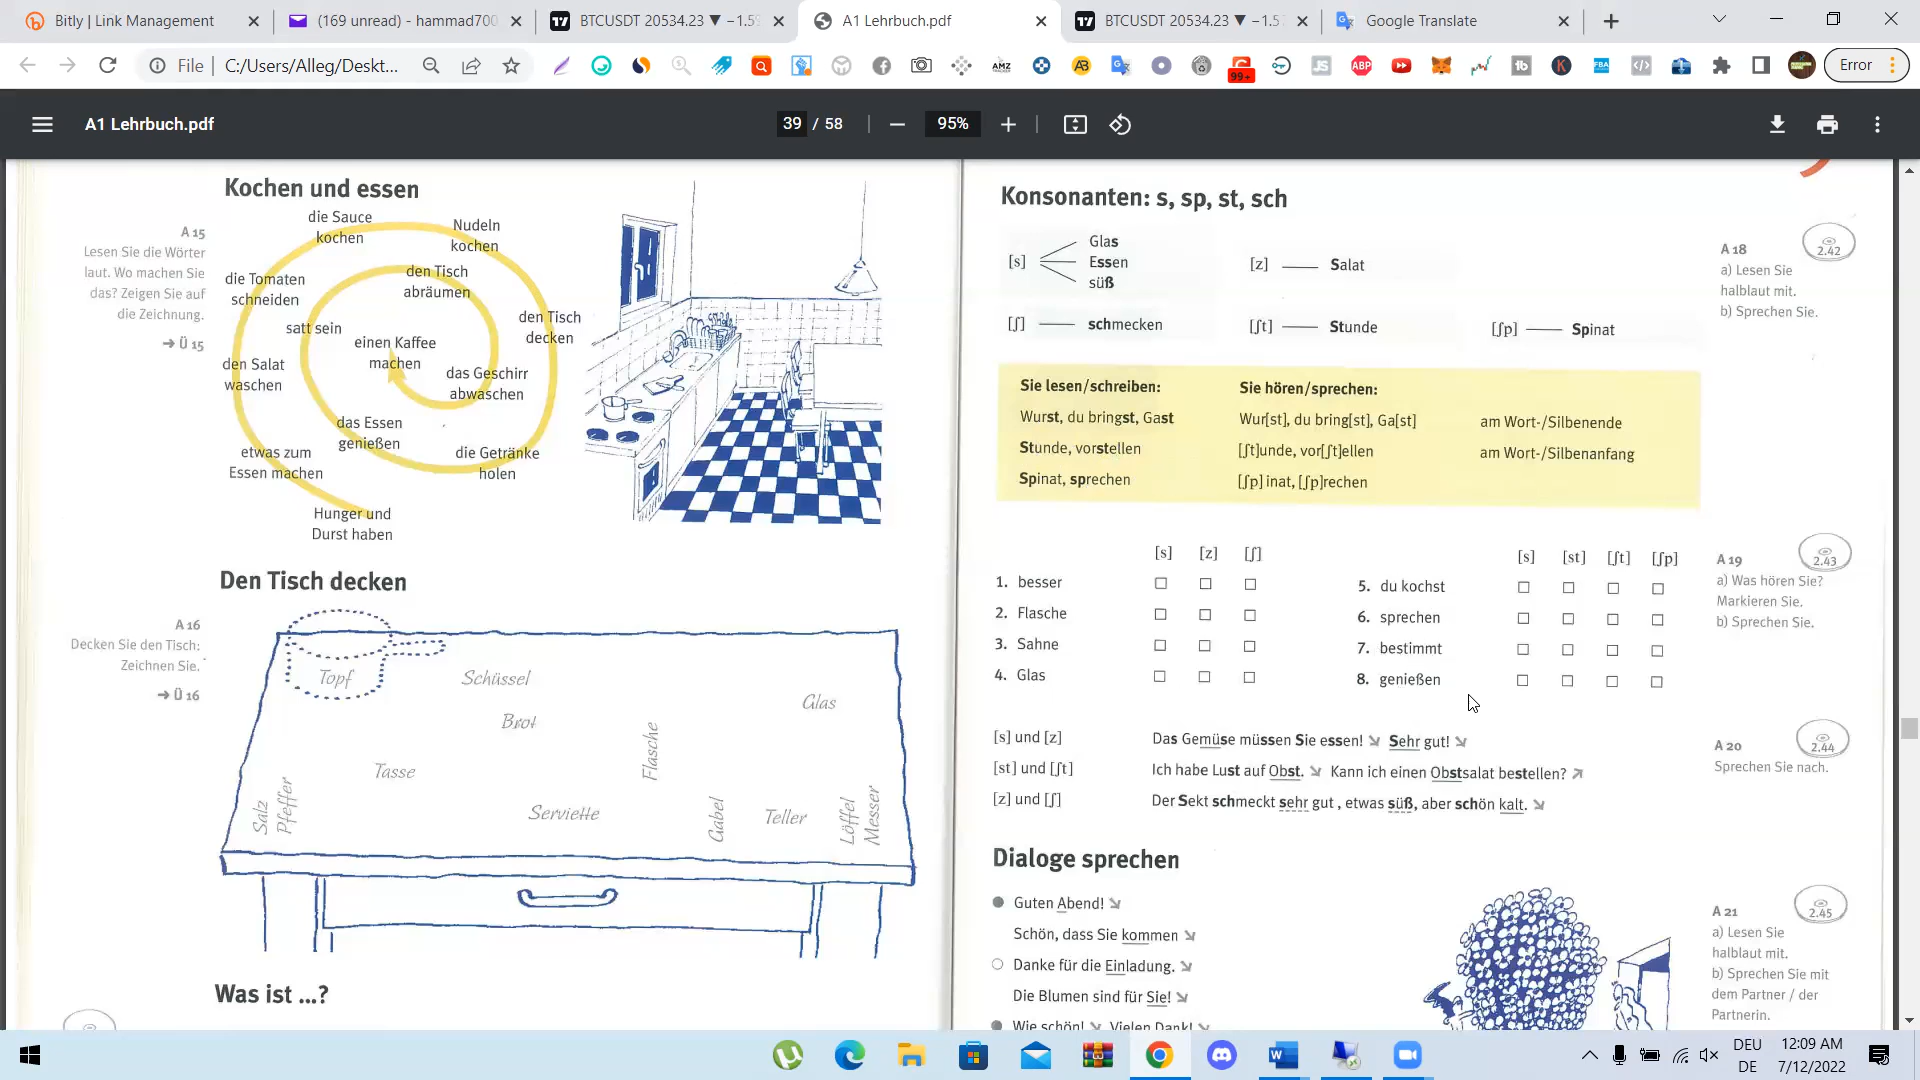 Bitly | Link Management
(169 unread) - hammad700
BTCUSDT 20534.23 ▼ −1.5
A1 Lehrbuch.pdf
BTCUSDT 20534.23 ▼ −1.5
Google Translate
File
C:/Users/Alleg/Deskt...
AMZ
99+
ABP
FBA
Error
A1 Lehrbuch.pdf
39 / 58
95%
Kochen und essen
A 15
Lesen Sie die Wörter
laut. Wo machen Sie
das? Zeigen Sie auf
die Zeichnung.
➔ Ü 15
die Sauce
kochen
Nudeln
kochen
die Tomaten
schneiden
den Tisch
abräumen
satt sein
den Tisch
decken
einen Kaffee
machen
den Salat
waschen
das Geschirr
abwaschen
das Essen
genießen
etwas zum
Essen machen
die Getränke
holen
Hunger und
Durst haben
Den Tisch decken
A 16
Decken Sie den Tisch:
Zeichnen Sie.
➔ Ü 16
Topf
Schüssel
Brot
Glas
Flasche
Tasse
Salz
Pfeffer
Serviette
Gabel
Teller
Löffel
Messer
Was ist ...?
Konsonanten: s, sp, st, sch
[s]
Glas
Essen
süß
[z] Salat
[ʃ] schmecken
[ʃt] Stunde
[ʃp] Spinat
A 18
2.42
a) Lesen Sie
halblaut mit.
b) Sprechen Sie.
Sie lesen/schreiben: Sie hören/sprechen:
Wurst, du bringst, Gast Wur[st], du bring[st], Ga[st] am Wort-/Silbenende
Stunde, vorstellen [ʃt]unde, vor[ʃt]ellen am Wort-/Silbenanfang
Spinat, sprechen [ʃp] inat, [ʃp]rechen
[s] [z] [ʃ]
1. besser
2. Flasche
3. Sahne
4. Glas
[s] [st] [ʃt] [ʃp]
5. du kochst
6. sprechen
7. bestimmt
8. genießen
A 19
2.43
a) Was hören Sie?
Markieren Sie.
b) Sprechen Sie.
[s] und [z] Das Gemüse müssen Sie essen! ↘ Sehr gut! ↘
[st] und [ʃt] Ich habe Lust auf Obst. ↘ Kann ich einen Obstsalat bestellen? ↗
[z] und [ʃ] Der Sekt schmeckt sehr gut , etwas süß, aber schön kalt. ↘
A 20
2.44
Sprechen Sie nach.
Dialoge sprechen
● Guten Abend! ↘
Schön, dass Sie kommen ↘
○ Danke für die Einladung. ↘
Die Blumen sind für Sie! ↘
● Wie schön! ↘ Vielen Dank! ↘
A 21
2.45
a) Lesen Sie
halblaut mit.
b) Sprechen Sie mit
dem Partner / der
Partnerin.
DEU
DE
12:09 AM
7/12/2022